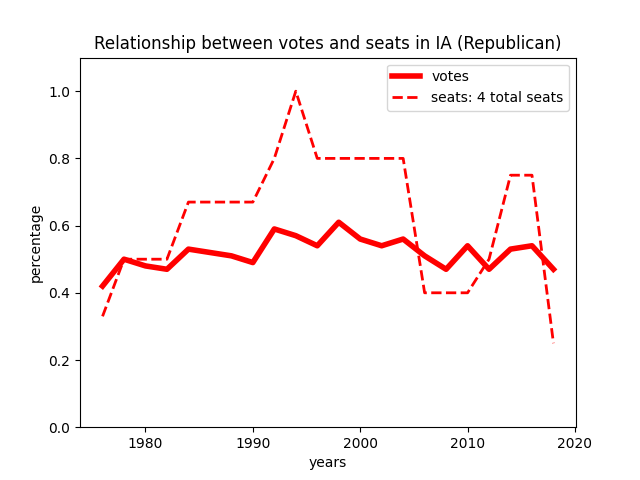 Relationship between votes and seats in IA (Republican)
votes
seats: 4 total seats
percentage
1.0
0.8
0.6
0.4
0.2
0.0
1980 1990 2000 2010 2020
years